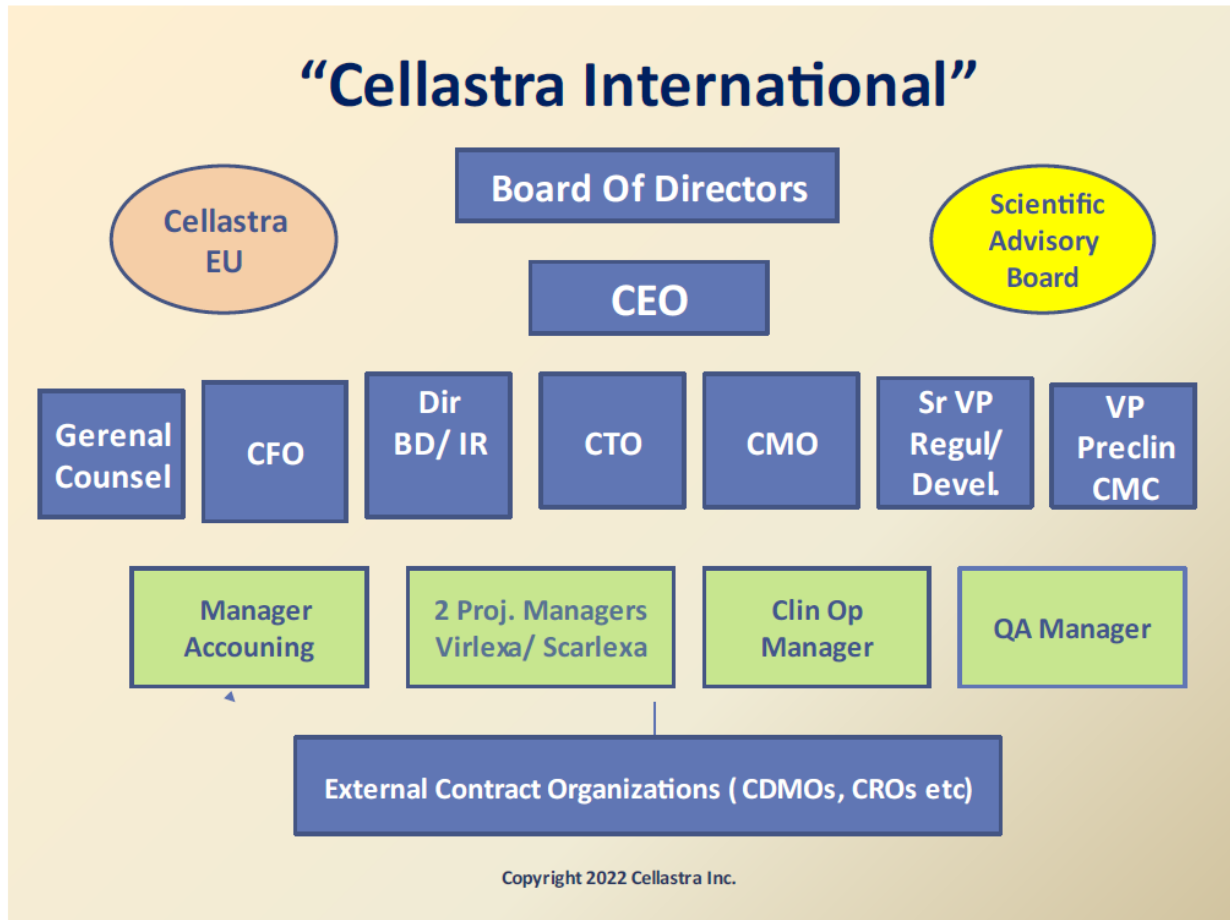 “Cellastra International”
Board Of Directors
Cellastra
EU
Scientific
Advisory
Board
CEO
Gerenal
Counsel
CFO
Dir
BD/ IR
CTO
CMO
Sr VP
Regul/
Devel.
VP
Preclin
CMC
Manager
Accouning
2 Proj. Managers
Virlexa/ Scarlexa
Clin Op
Manager
QA Manager
External Contract Organizations ( CDMOs, CROs etc)
Copyright 2022 Cellastra Inc.